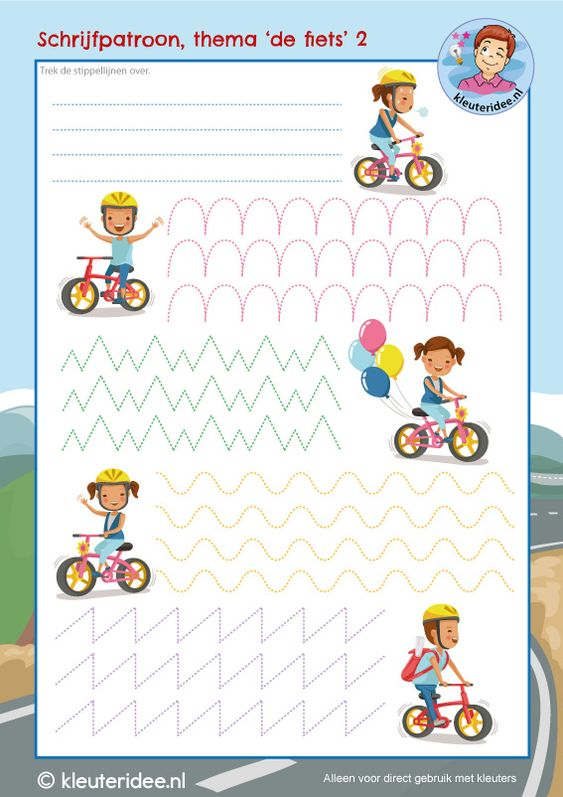 Schrijfpatroon, thema ‘de fiets’ 2
kleuteridee.nl
Trek de stippellijnen over.
© kleuteridee.nl
Alleen voor direct gebruik met kleuters